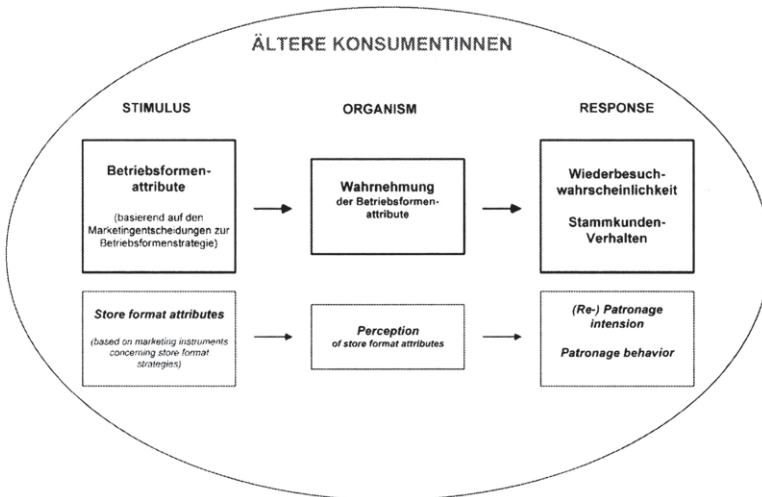 ÄLTERE KONSUMENTINNEN
STIMULUS
ORGANISM
RESPONSE
Betriebsformen-
attribute
(basierend auf den
Marketingentscheidungen zur
Betriebsformenstrategie)
Wahrnehmung
der Betriebsformen-
attribute
Wiederbesuch-
wahrscheinlichkeit
Stammkunden-
Verhalten
Store format attributes
(based on marketing instruments
concerning store format
strategies)
Perception
of store format attributes
(Re-) Patronage
intension
Patronage behavior